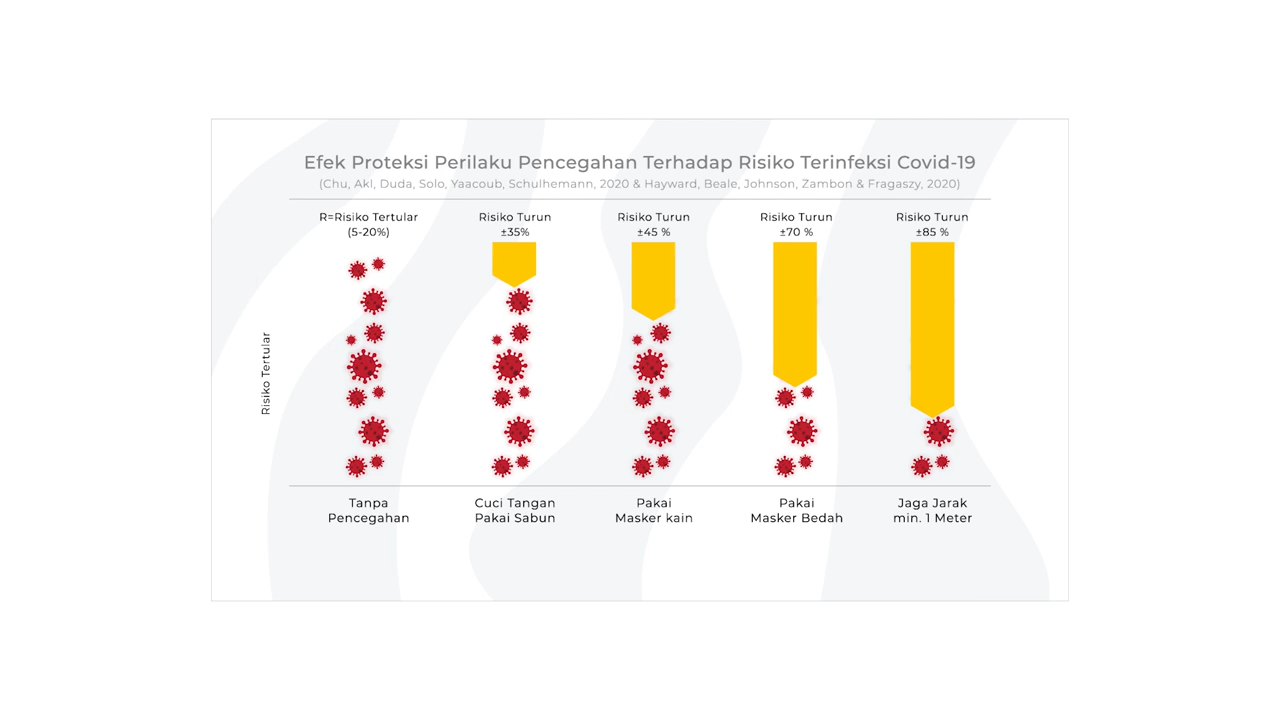 Efek Proteksi Perilaku Pencegahan Terhadap Risiko Terinfeksi Covid-19
(Chu, Akl, Duda, Solo, Yaacoub, Schulhemann, 2020 & Hayward, Beale, Johnson, Zambon & Fragaszy, 2020)
R=Risiko Tertular
(5-20%)
Risiko Turun
±35%
Risiko Turun
±45 %
Risiko Turun
±70 %
Risiko Turun
±85 %
Risiko Tertular
Tanpa
Pencegahan
Cuci Tangan
Pakai Sabun
Pakai
Masker kain
Pakai
Masker Bedah
Jaga Jarak
min. 1 Meter